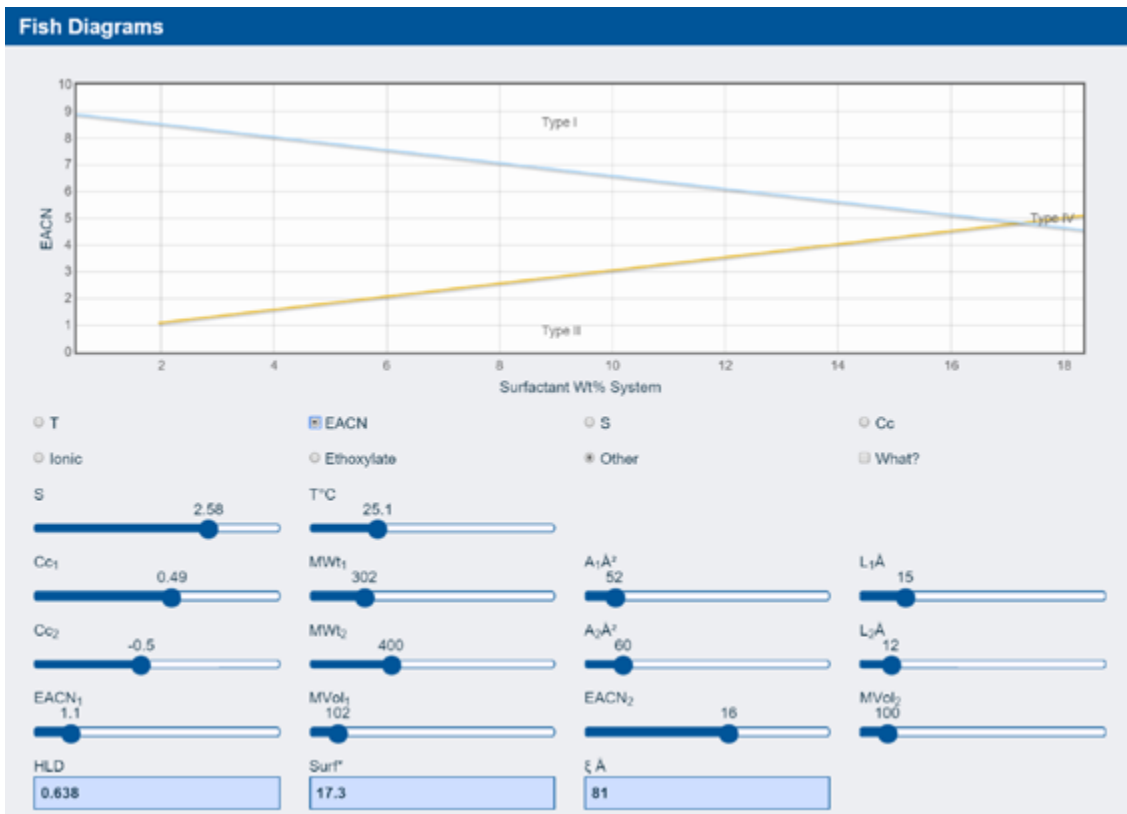 Fish Diagrams
10
9
8
7
6
5
4
3
2
1
0
EACN
Type I
Type IV
Type II
2 4 6 8 10 12 14 16 18
Surfactant Wt% System
T EACN S Cc
Ionic Ethoxylate Other What?
S T°C
2.58 25.1
Cc₁ MWt₁ A₁Å² L₁Å
0.49 302 52 15
Cc₂ MWt₂ A₂Å² L₂Å
-0.5 400 60 12
EACN₁ MVol₁ EACN₂ MVol₂
1.1 102 16 100
HLD Surf* ξ Å
0.638 17.3 81